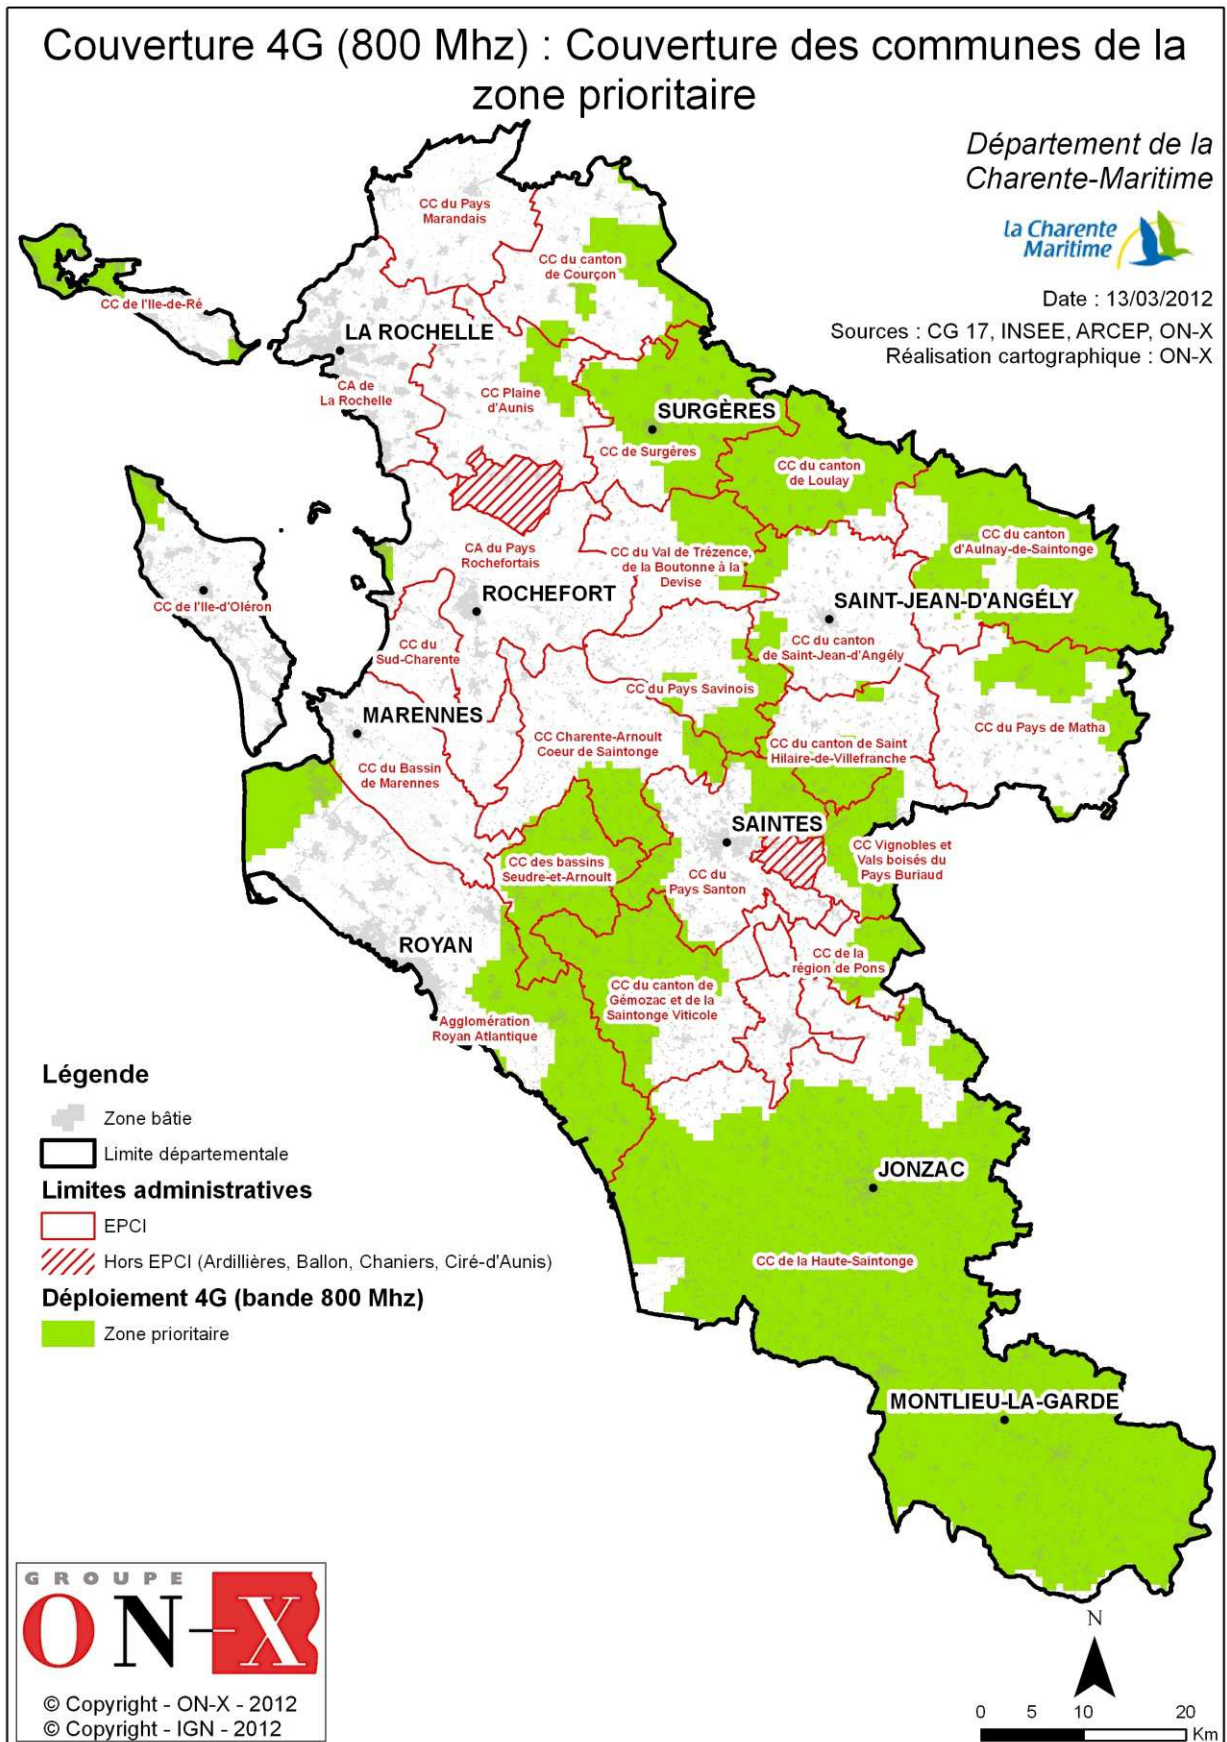 Couverture 4G (800 Mhz) : Couverture des communes de la
zone prioritaire
Département de la
Charente-Maritime
la Charente
Maritime
Date : 13/03/2012
Sources : CG 17, INSEE, ARCEP, ON-X
Réalisation cartographique : ON-X
CC du Pays
Marandais
CC du canton
de Courçon
CC de l'Ile-de-Ré
LA ROCHELLE
CA de
La Rochelle
CC Plaine
d'Aunis
SURGÈRES
CC de Surgères
CC du canton
de Loulay
CC du canton
d'Aulnay-de-Saintonge
CA du Pays
Rochefortais
CC du Val de Trézence,
de la Boutonne à la
Devise
ROCHEFORT
SAINT-JEAN-D'ANGÉLY
CC de l'Ile-d'Oléron
CC du
Sud-Charente
CC du canton
de Saint-Jean-d'Angély
CC du Pays Savinois
MARENNES
CC Charente-Arnoult
Coeur de Saintonge
CC du canton de Saint
Hilaire-de-Villefranche
CC du Pays de Matha
CC du Bassin
de Marennes
SAINTES
CC des bassins
Seudre-et-Arnoult
CC du
Pays Santon
CC Vignobles et
Vals boisés du
Pays Buriaud
ROYAN
CC de la
région de Pons
CC du canton de
Gémozac et de la
Saintonge Viticole
Agglomération
Royan Atlantique
JONZAC
CC de la Haute-Saintonge
MONTLIEU-LA-GARDE
Légende
Zone bâtie
Limite départementale
Limites administratives
EPCI
Hors EPCI (Ardillières, Ballon, Chaniers, Ciré-d'Aunis)
Déploiement 4G (bande 800 Mhz)
Zone prioritaire
GROUPE
ON-X
© Copyright - ON-X - 2012
© Copyright - IGN - 2012
N
0 5 10 20
Km